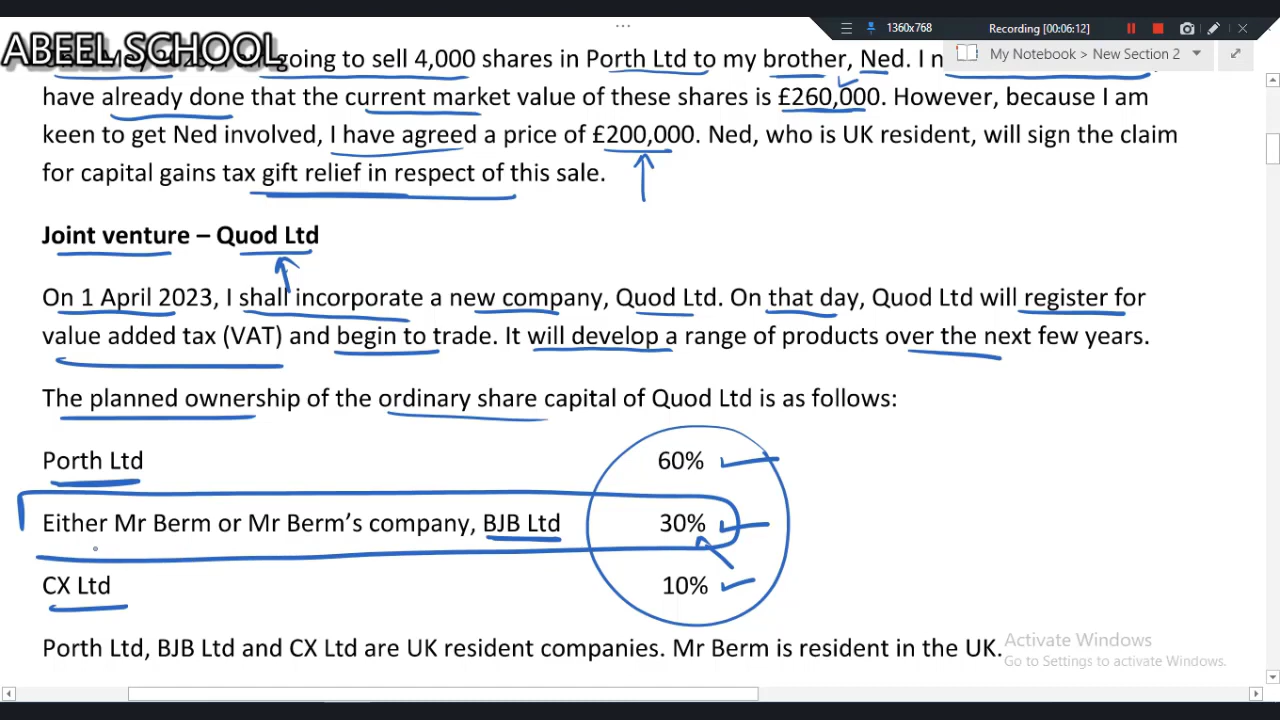 1360x768
Recording [00:06:12]
ABEEL SCHOOL
My Notebook > New Section 2
going to sell 4,000 shares in Porth Ltd to my brother, Ned. I
have already done that the current market value of these shares is £260,000. However, because I am
keen to get Ned involved, I have agreed a price of £200,000. Ned, who is UK resident, will sign the claim
for capital gains tax gift relief in respect of this sale.
Joint venture – Quod Ltd
On 1 April 2023, I shall incorporate a new company, Quod Ltd. On that day, Quod Ltd will register for
value added tax (VAT) and begin to trade. It will develop a range of products over the next few years.
The planned ownership of the ordinary share capital of Quod Ltd is as follows:
Porth Ltd 60%
Either Mr Berm or Mr Berm’s company, BJB Ltd 30%
CX Ltd 10%
Porth Ltd, BJB Ltd and CX Ltd are UK resident companies. Mr Berm is resident in the UK.
Activate Windows
Go to Settings to activate Windows.